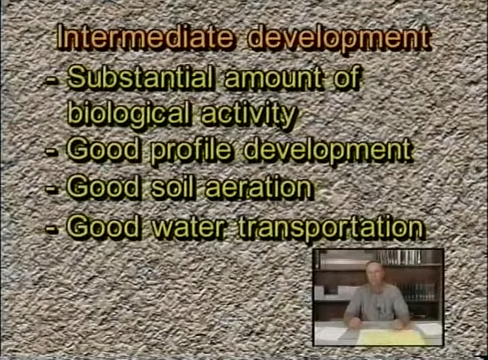 Intermediate development
- Substantial amount of
biological activity
- Good profile development
- Good soil aeration
- Good water transportation